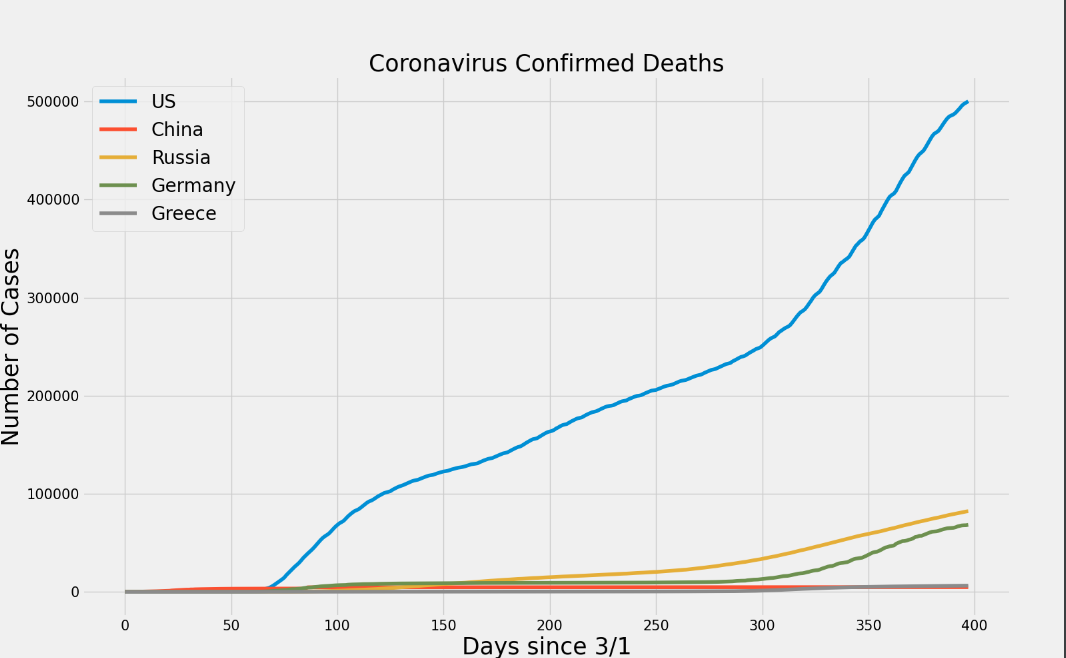 Coronavirus Confirmed Deaths
US
China
Russia
Germany
Greece
Number of Cases
500000
400000
300000
200000
100000
0
0 50 100 150 200 250 300 350 400
Days since 3/1